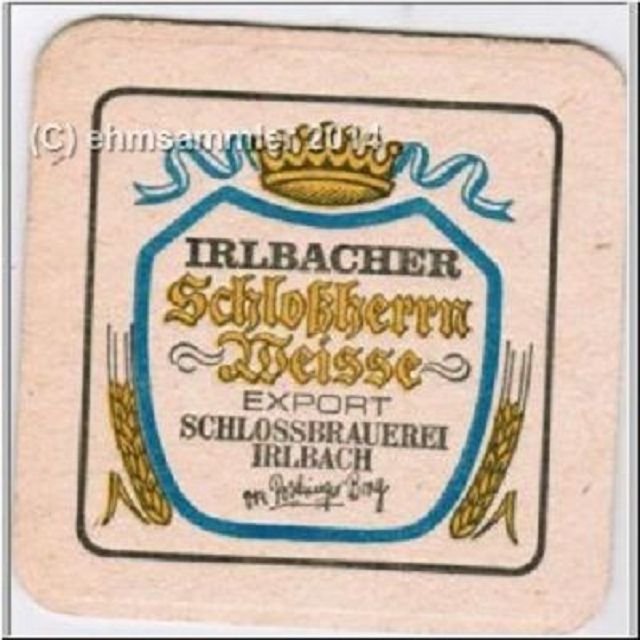 (C) ehmsammler 2014
IRLBACHER
Schloßherrn
Weisse
EXPORT
SCHLOSSBRAUEREI
IRLBACH